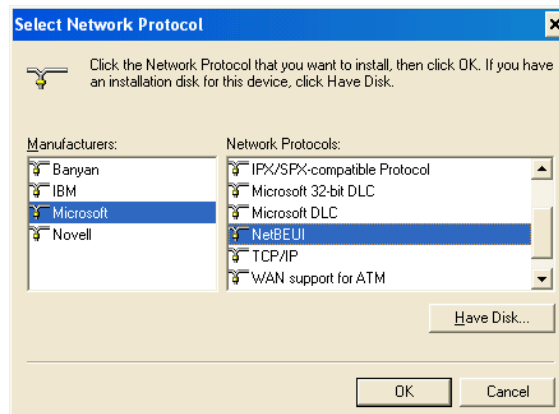 Select Network Protocol
Click the Network Protocol that you want to install, then click OK. If you have
an installation disk for this device, click Have Disk.
Manufacturers:
Banyan
IBM
Microsoft
Novell
Network Protocols:
IPX/SPX-compatible Protocol
Microsoft 32-bit DLC
Microsoft DLC
NetBEUI
TCP/IP
WAN support for ATM
Have Disk...
OK
Cancel